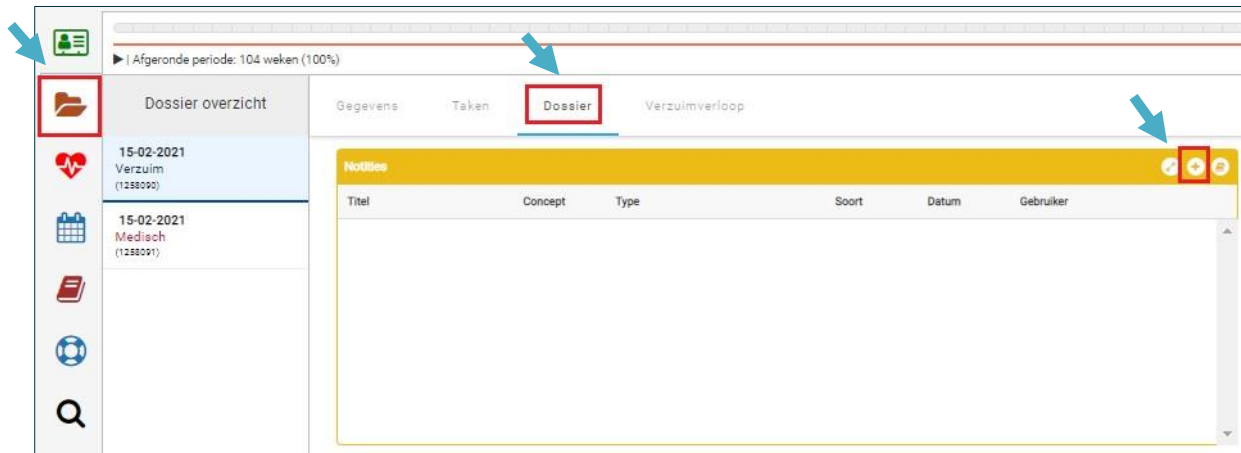 ▶ | Afgeronde periode: 104 weken (100%)
Dossier overzicht
Gegevens Taken Dossier Verzuimverloop
15-02-2021
Verzuim
(1258090)
15-02-2021
Medisch
(1258091)
Notities
Titel Concept Type Soort Datum Gebruiker